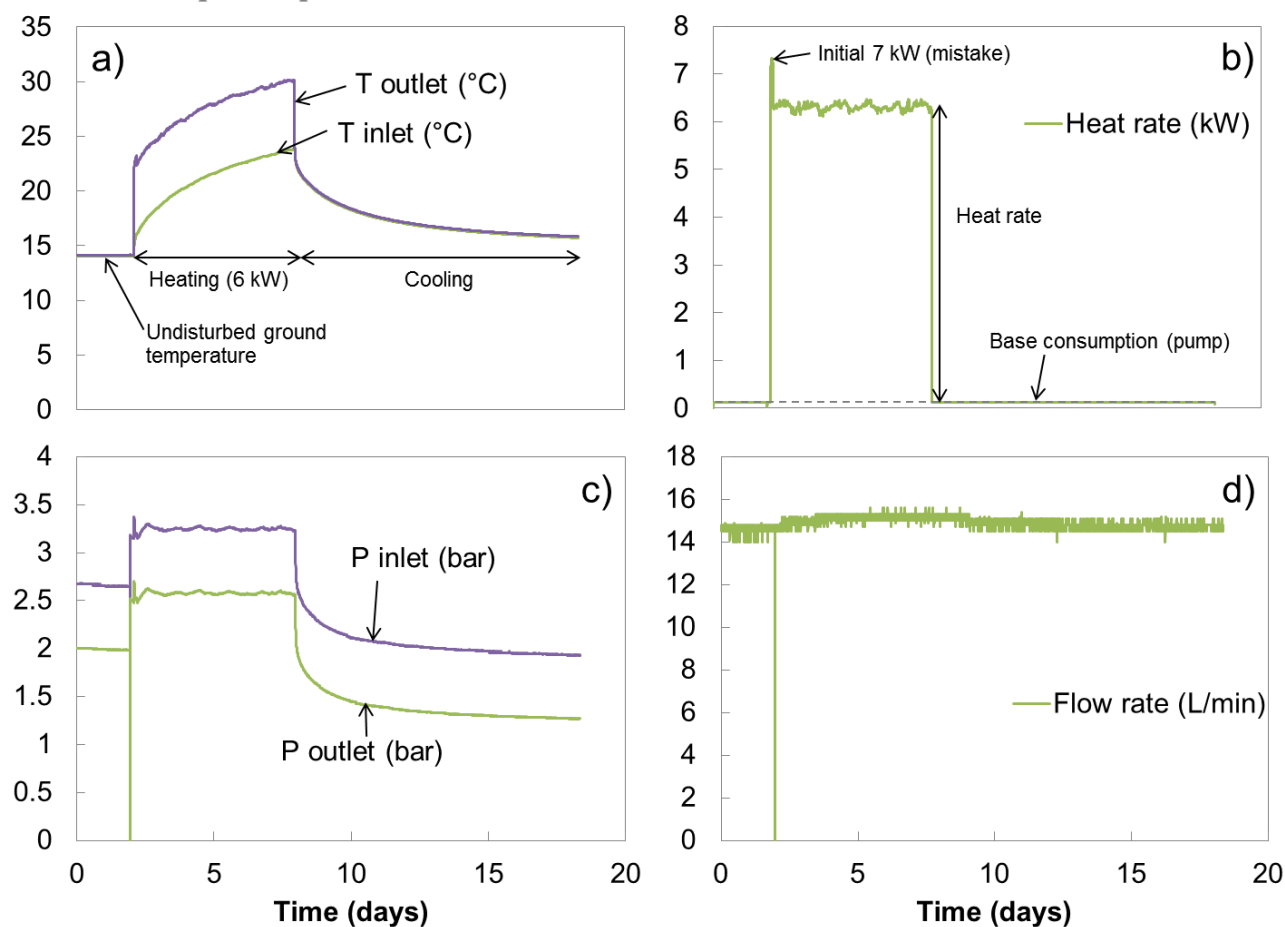 35
30
25
20
15
10
5
0
a)
T outlet (°C)
T inlet (°C)
Heating (6 kW)
Cooling
Undisturbed ground
temperature
8
7
6
5
4
3
2
1
0
b)
Initial 7 kW (mistake)
Heat rate (kW)
Heat rate
Base consumption (pump)
4
3.5
3
2.5
2
1.5
1
0.5
0
c)
P inlet (bar)
P outlet (bar)
0
5
10
15
20
Time (days)
18
16
14
12
10
8
6
4
2
0
d)
Flow rate (L/min)
0
5
10
15
20
Time (days)